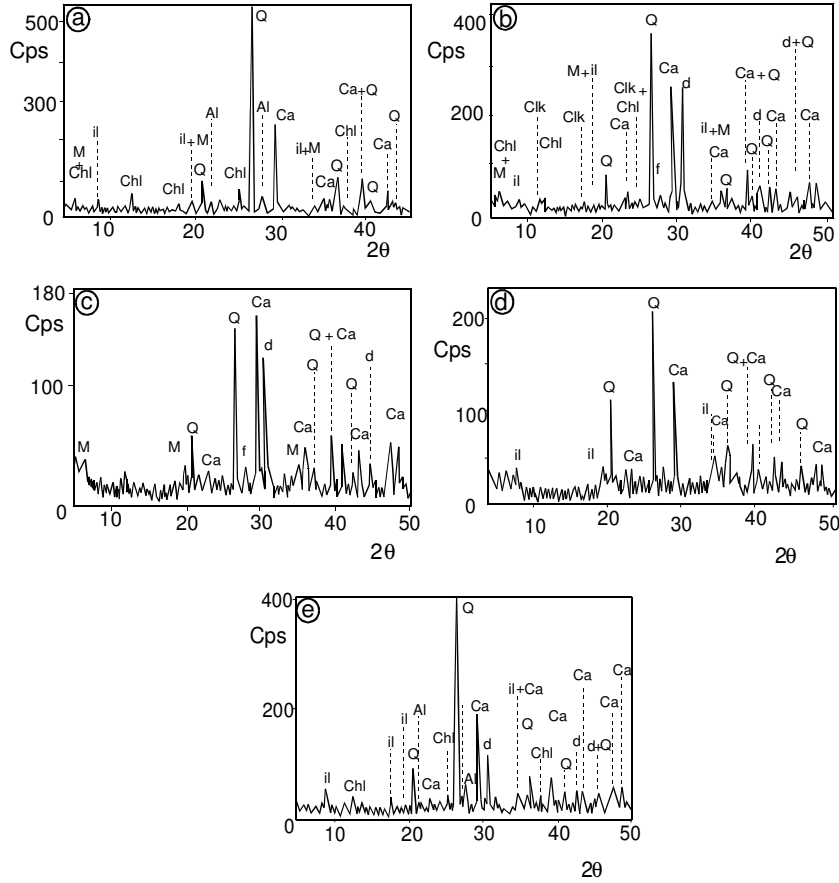 a
500
Cps
300
0
M + Chl
il
Chl
Chl
il+M
Q
Al
Chl
Q
Al
Ca
il+M
Ca
Q
Chl
Ca+Q
Q
Ca
Q
10 20 30 40
2θ
b
400
Cps
200
0
Chl + M
il
Clk
Chl
Clk
M+il
Q
Ca
Clk + Chl
Q
f
Ca
d
il+M
Ca
Q
Ca + Q
Q
d
Q
Ca
d+Q
Ca
10 20 30 40 50
2θ
c
180
Cps
100
0
M
M
Q
Ca
Q
f
Ca
d
M
Ca
Q
Q + Ca
Q
Ca
d
Ca
10 20 30 40 50
2θ
d
200
Cps
100
0
il
il
Q
Ca
Q
Ca
il
Ca
Q
Q+Ca
Q
Ca
Q
Ca
10 20 30 40 50
2θ
e
400
Cps
200
0
il
Chl
il
il
Al
Q
Ca
Chl
Q
Al
Ca
d
il+Ca
Q
Chl
Ca
Q
d
Ca
d+Q
Ca
Ca
10 20 30 40 50
2θ